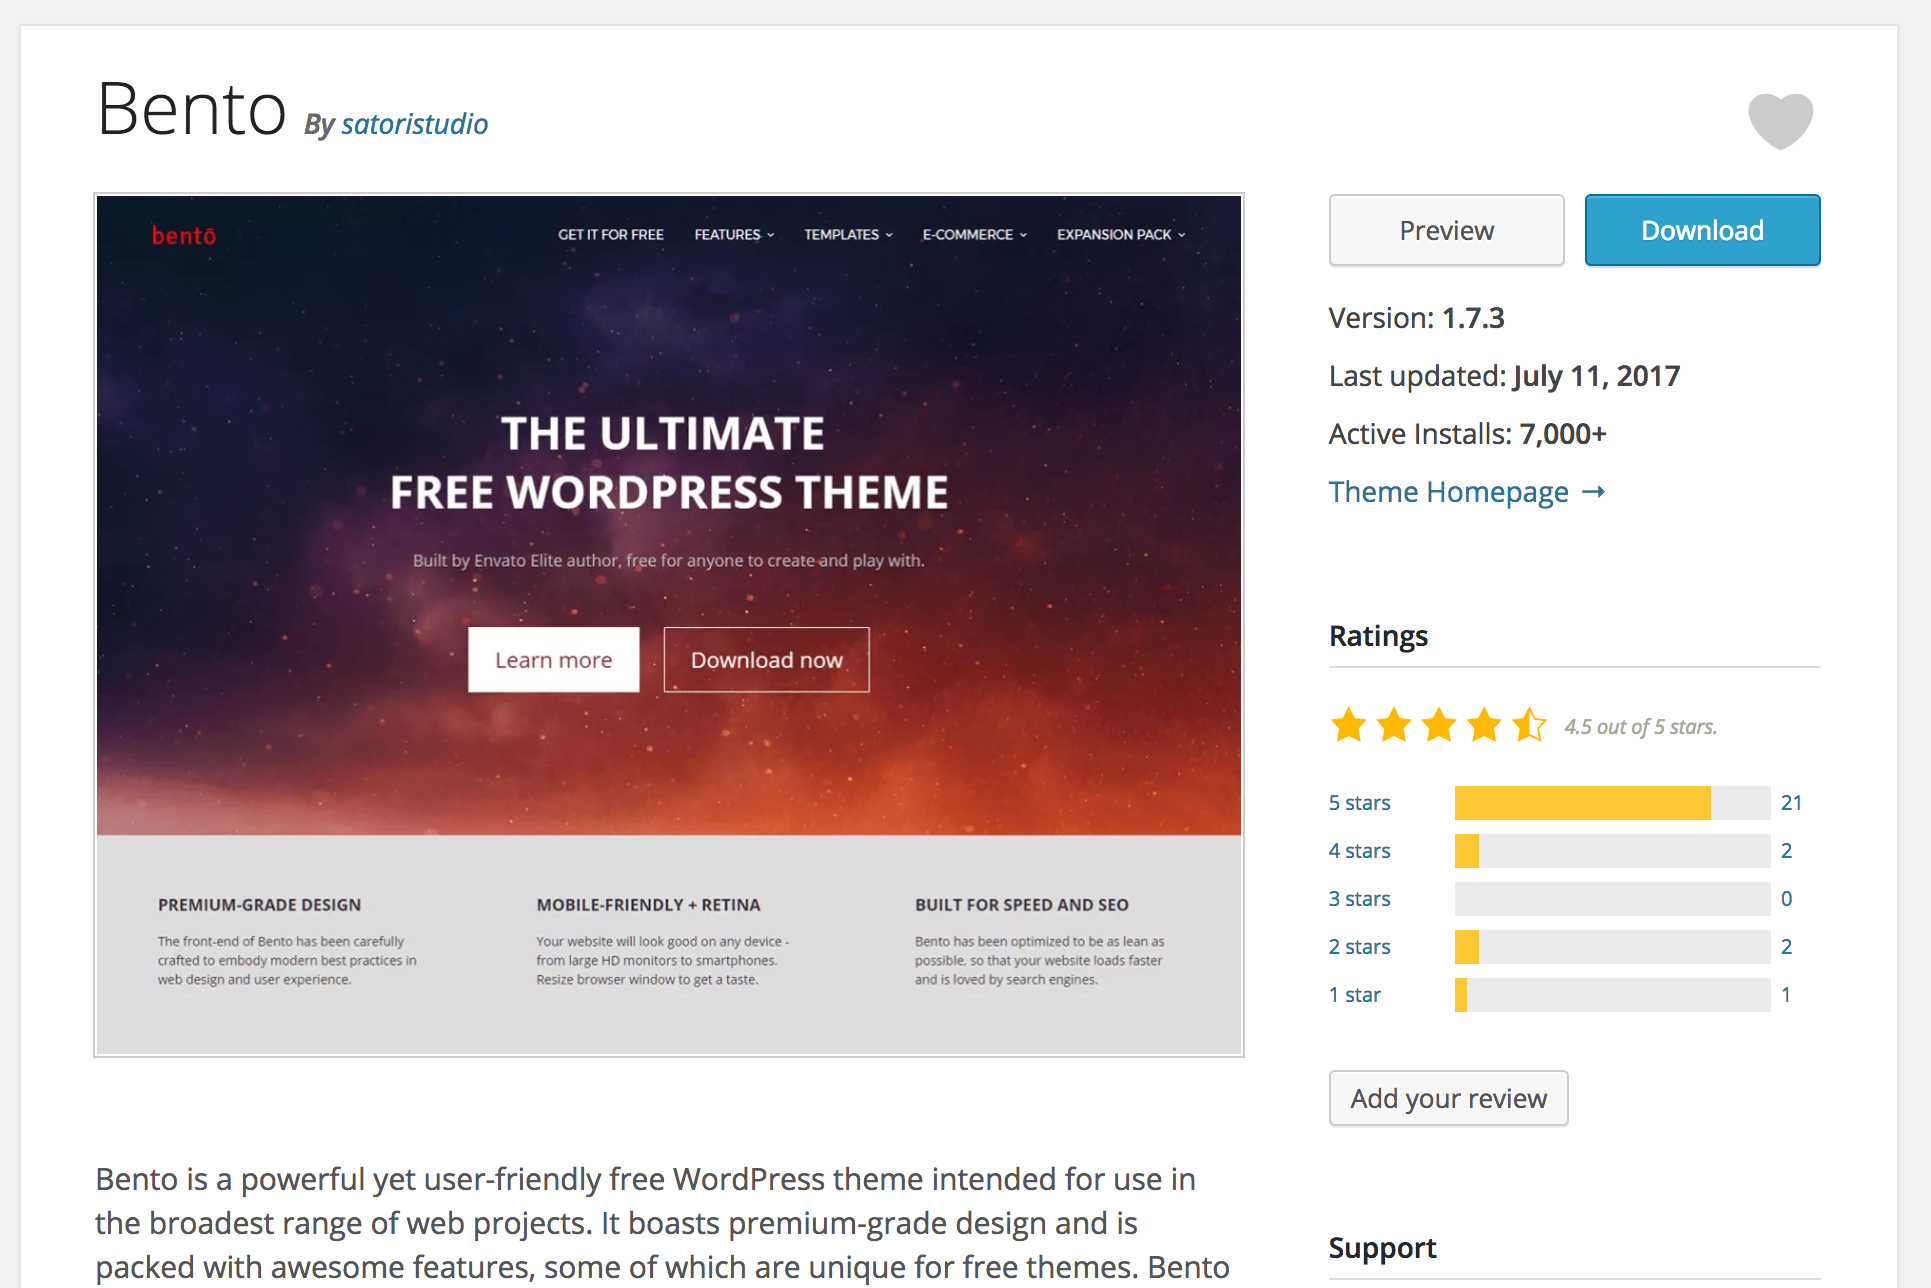 Bento By satoristudio
bentō
GET IT FOR FREE FEATURES TEMPLATES E-COMMERCE EXPANSION PACK
THE ULTIMATE
FREE WORDPRESS THEME
Built by Envato Elite author, free for anyone to create and play with.
Learn more Download now
PREMIUM-GRADE DESIGN
The front-end of Bento has been carefully
crafted to embody modern best practices in
web design and user experience.
MOBILE-FRIENDLY + RETINA
Your website will look good on any device -
from large HD monitors to smartphones.
Resize browser window to get a taste.
BUILT FOR SPEED AND SEO
Bento has been optimized to be as lean as
possible, so that your website loads faster
and is loved by search engines.
Bento is a powerful yet user-friendly free WordPress theme intended for use in
the broadest range of web projects. It boasts premium-grade design and is
packed with awesome features, some of which are unique for free themes. Bento
Preview Download
Version: 1.7.3
Last updated: July 11, 2017
Active Installs: 7,000+
Theme Homepage →
Ratings
4.5 out of 5 stars.
5 stars 21
4 stars 2
3 stars 0
2 stars 2
1 star 1
Add your review
Support